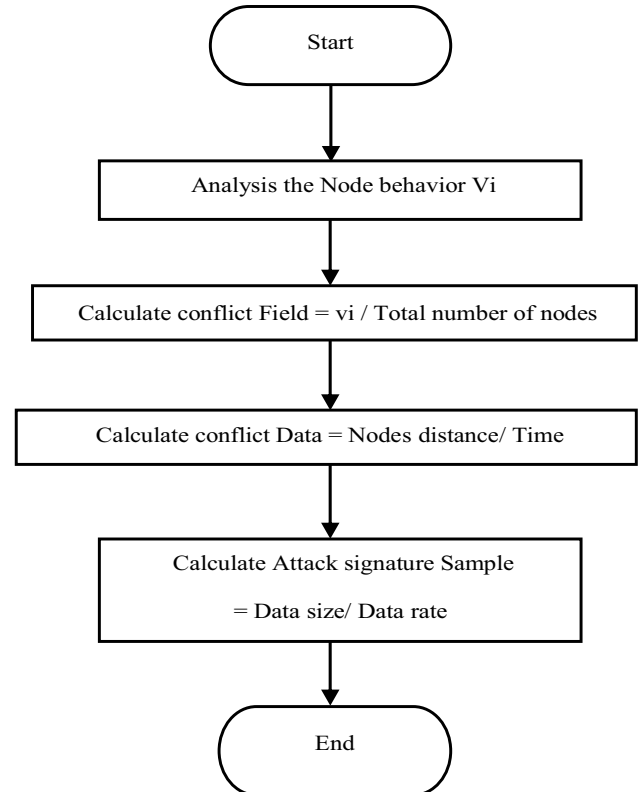 Start
Analysis the Node behavior Vi
Calculate conflict Field = vi / Total number of nodes
Calculate conflict Data = Nodes distance/ Time
Calculate Attack signature Sample
= Data size/ Data rate
End